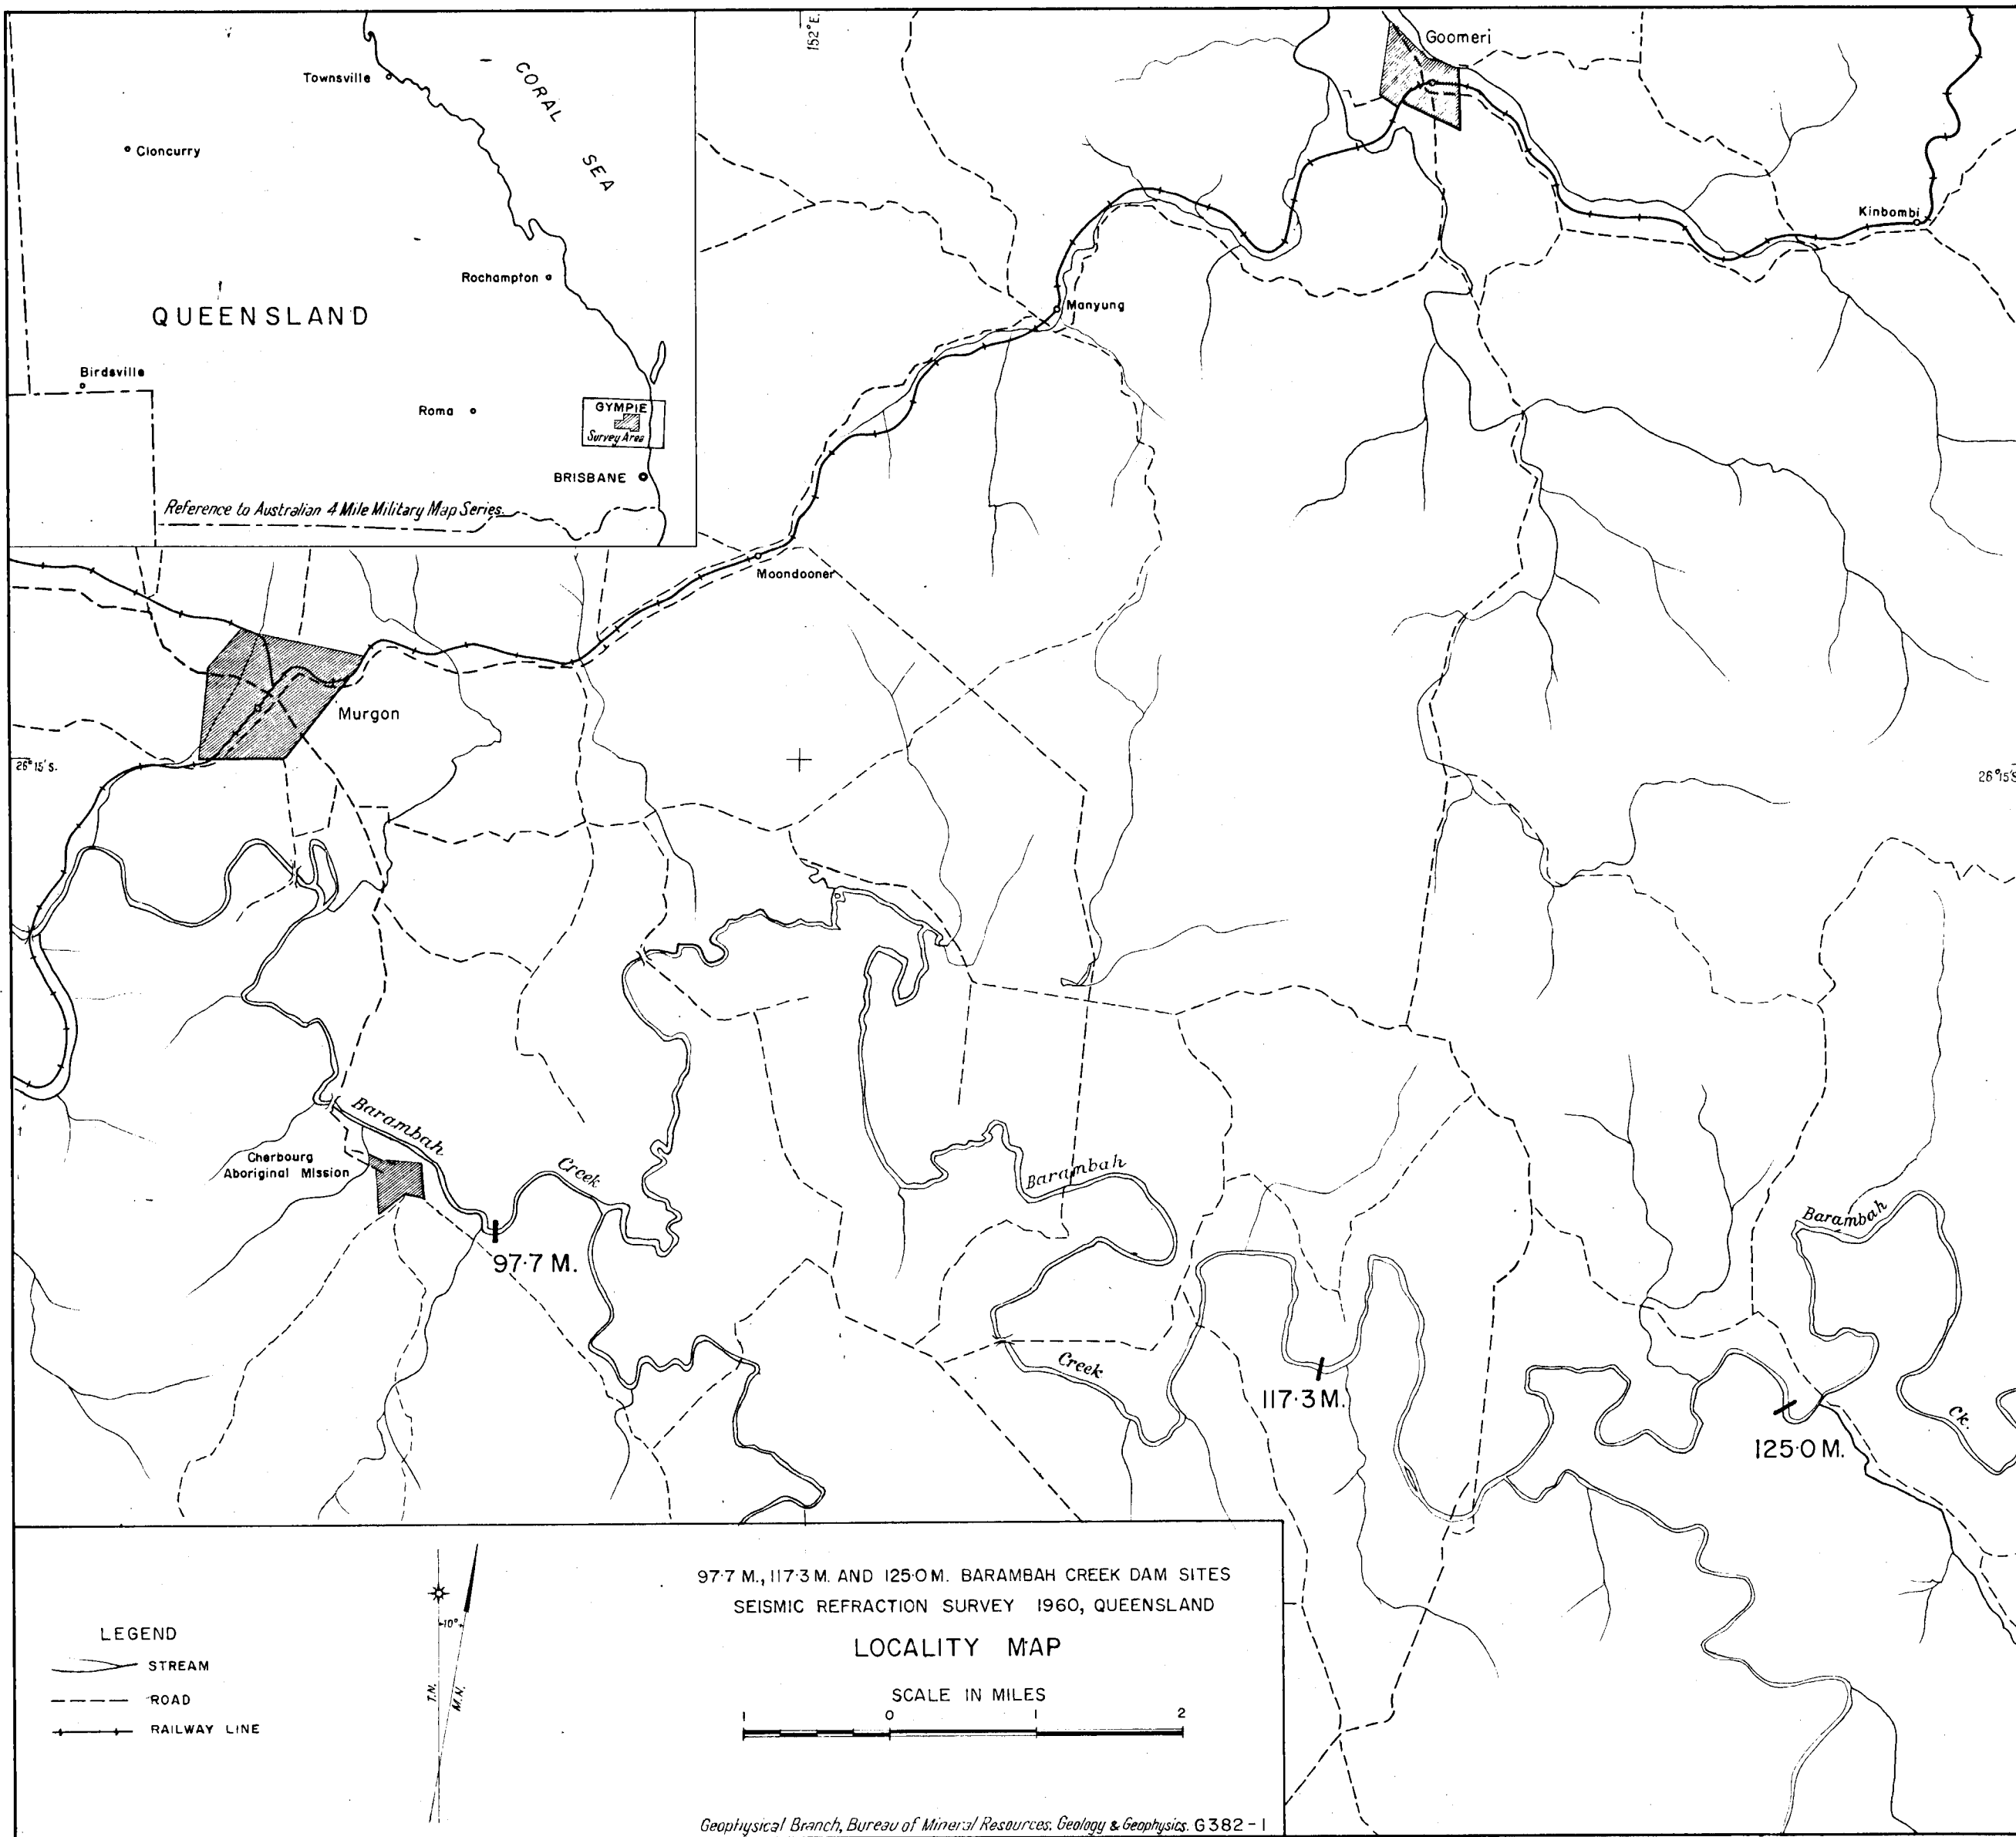 Townsville
CORAL SEA
Cloncurry
Rochampton
QUEENSLAND
Birdsville
Roma
GYMPIE
Survey Area
BRISBANE
Reference to Australian 4 Mile Military Map Series.
152°E.
Goomeri
Kinbombi
Manyung
Moondooner
Murgon
26°15'S.
26°15'S
Barambah
Creek
Cherbourg
Aboriginal Mission
97·7 M.
Barambah
Creek
117·3 M.
Barambah
Ck.
125·0 M.
LEGEND
STREAM
ROAD
RAILWAY LINE
10°
T.N.
M.N.
97·7 M., 117·3 M. AND 125·0 M. BARAMBAH CREEK DAM SITES
SEISMIC REFRACTION SURVEY 1960, QUEENSLAND
LOCALITY MAP
SCALE IN MILES
1 0 1 2
Geophysical Branch, Bureau of Mineral Resources, Geology & Geophysics. G382-1